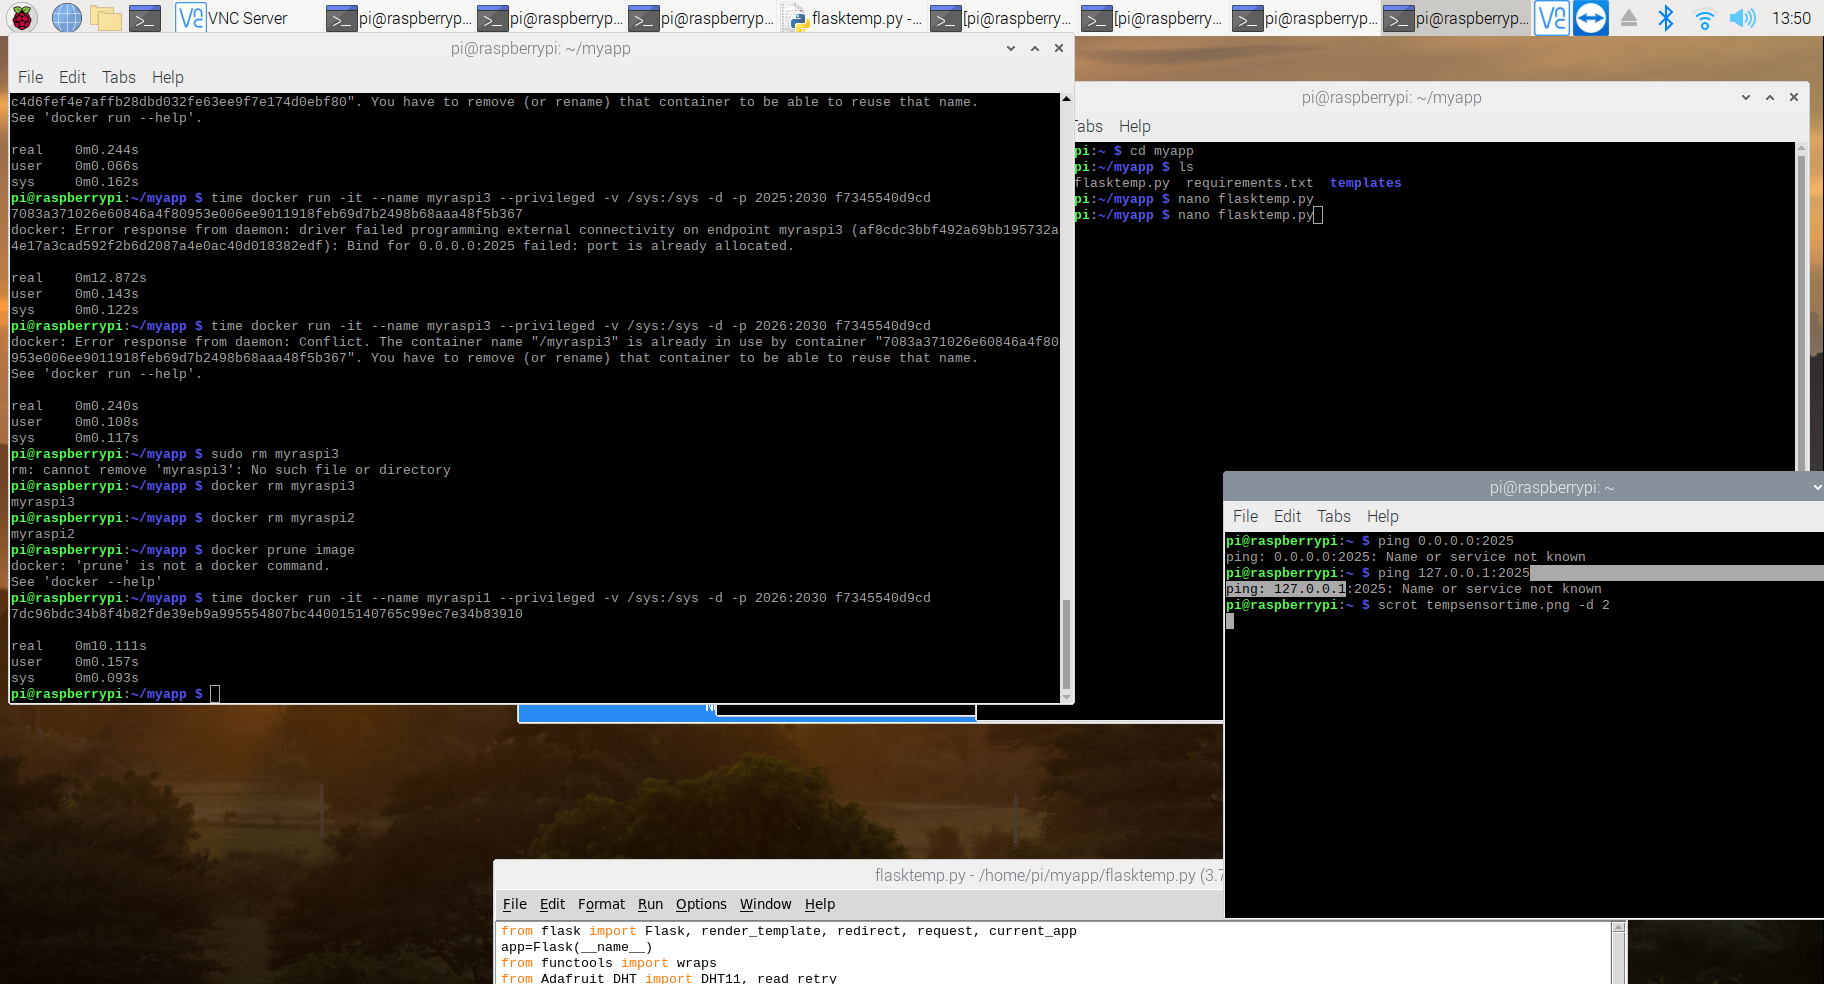 VNC Server
pi@raspberryp...
pi@raspberryp...
pi@raspberryp...
flasktemp.py -...
[pi@raspberry...
[pi@raspberry...
pi@raspberryp...
pi@raspberryp...
13:50
pi@raspberrypi: ~/myapp
File Edit Tabs Help
c4d6fef4e7affb28dbd032fe63ee9f7e174d0ebf80". You have to remove (or rename) that container to be able to reuse that name.
See 'docker run --help'.
real 0m0.244s
user 0m0.066s
sys 0m0.162s
pi@raspberrypi:~/myapp $ time docker run -it --name myraspi3 --privileged -v /sys:/sys -d -p 2025:2030 f7345540d9cd
7083a371026e60846a4f80953e006ee9011918feb69d7b2498b68aaa48f5b367
docker: Error response from daemon: driver failed programming external connectivity on endpoint myraspi3 (af8cdc3bbf492a69bb195732a
4e17a3cad592f2b6d2087a4e0ac40d018382edf): Bind for 0.0.0.0:2025 failed: port is already allocated.
real 0m12.872s
user 0m0.143s
sys 0m0.122s
pi@raspberrypi:~/myapp $ time docker run -it --name myraspi3 --privileged -v /sys:/sys -d -p 2026:2030 f7345540d9cd
docker: Error response from daemon: Conflict. The container name "/myraspi3" is already in use by container "7083a371026e60846a4f80
953e006ee9011918feb69d7b2498b68aaa48f5b367". You have to remove (or rename) that container to be able to reuse that name.
See 'docker run --help'.
real 0m0.240s
user 0m0.108s
sys 0m0.117s
pi@raspberrypi:~/myapp $ sudo rm myraspi3
rm: cannot remove 'myraspi3': No such file or directory
pi@raspberrypi:~/myapp $ docker rm myraspi3
myraspi3
pi@raspberrypi:~/myapp $ docker rm myraspi2
myraspi2
pi@raspberrypi:~/myapp $ docker prune image
docker: 'prune' is not a docker command.
See 'docker --help'
pi@raspberrypi:~/myapp $ time docker run -it --name myraspi1 --privileged -v /sys:/sys -d -p 2026:2030 f7345540d9cd
7dc96bdc34b8f4b82fde39eb9a995554807bc440015140765c99ec7e34b83910
real 0m10.111s
user 0m0.157s
sys 0m0.093s
pi@raspberrypi:~/myapp $
pi@raspberrypi: ~/myapp
Tabs Help
pi:~ $ cd myapp
pi:~/myapp $ ls
flasktemp.py requirements.txt templates
pi:~/myapp $ nano flasktemp.py
pi:~/myapp $ nano flasktemp.py
pi@raspberrypi: ~
File Edit Tabs Help
pi@raspberrypi:~ $ ping 0.0.0.0:2025
ping: 0.0.0.0:2025: Name or service not known
pi@raspberrypi:~ $ ping 127.0.0.1:2025
ping: 127.0.0.1:2025: Name or service not known
pi@raspberrypi:~ $ scrot tempsensortime.png -d 2
flasktemp.py - /home/pi/myapp/flasktemp.py (3.7
File Edit Format Run Options Window Help
from flask import Flask, render_template, redirect, request, current_app
app=Flask(__name__)
from functools import wraps
from Adafruit_DHT import DHT11, read_retry